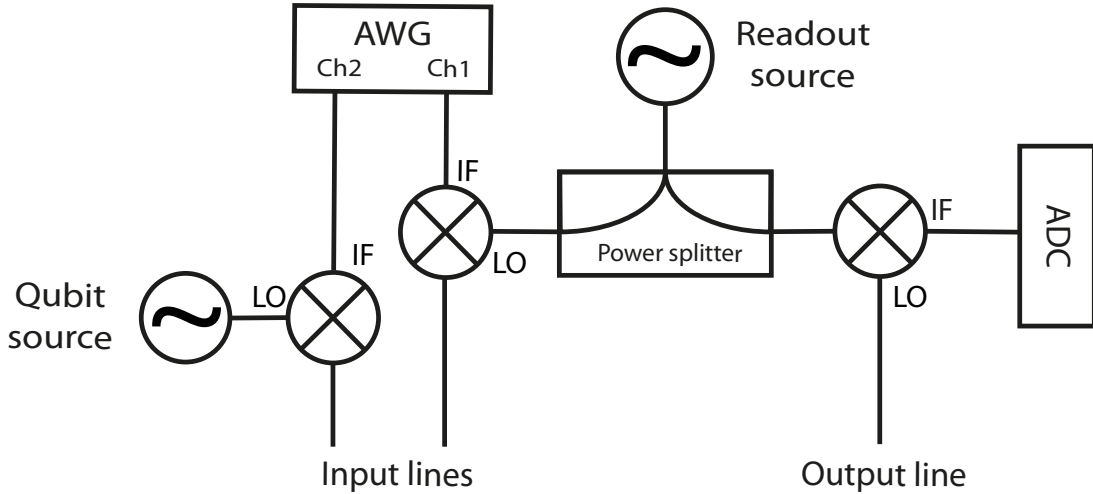 AWG
Ch2 Ch1
Readout
source
IF
LO
Power splitter
IF
LO
ADC
Qubit
source
LO
IF
Input lines
Output line